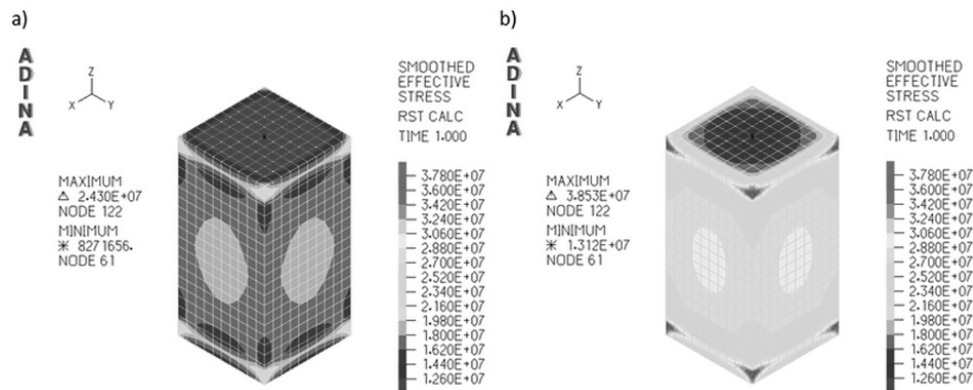 a)
ADINA
Z
X Y
MAXIMUM
△ 2.430E+07
NODE 122
MINIMUM
* 8271656.
NODE 61
SMOOTHED
EFFECTIVE
STRESS
RST CALC
TIME 1.000
3.780E+07
3.600E+07
3.420E+07
3.240E+07
3.060E+07
2.880E+07
2.700E+07
2.520E+07
2.340E+07
2.160E+07
1.980E+07
1.800E+07
1.620E+07
1.440E+07
1.260E+07
b)
ADINA
Z
X Y
MAXIMUM
△ 3.853E+07
NODE 122
MINIMUM
* 1.312E+07
NODE 61
SMOOTHED
EFFECTIVE
STRESS
RST CALC
TIME 1.000
3.780E+07
3.600E+07
3.420E+07
3.240E+07
3.060E+07
2.880E+07
2.700E+07
2.520E+07
2.340E+07
2.160E+07
1.980E+07
1.800E+07
1.620E+07
1.440E+07
1.260E+07